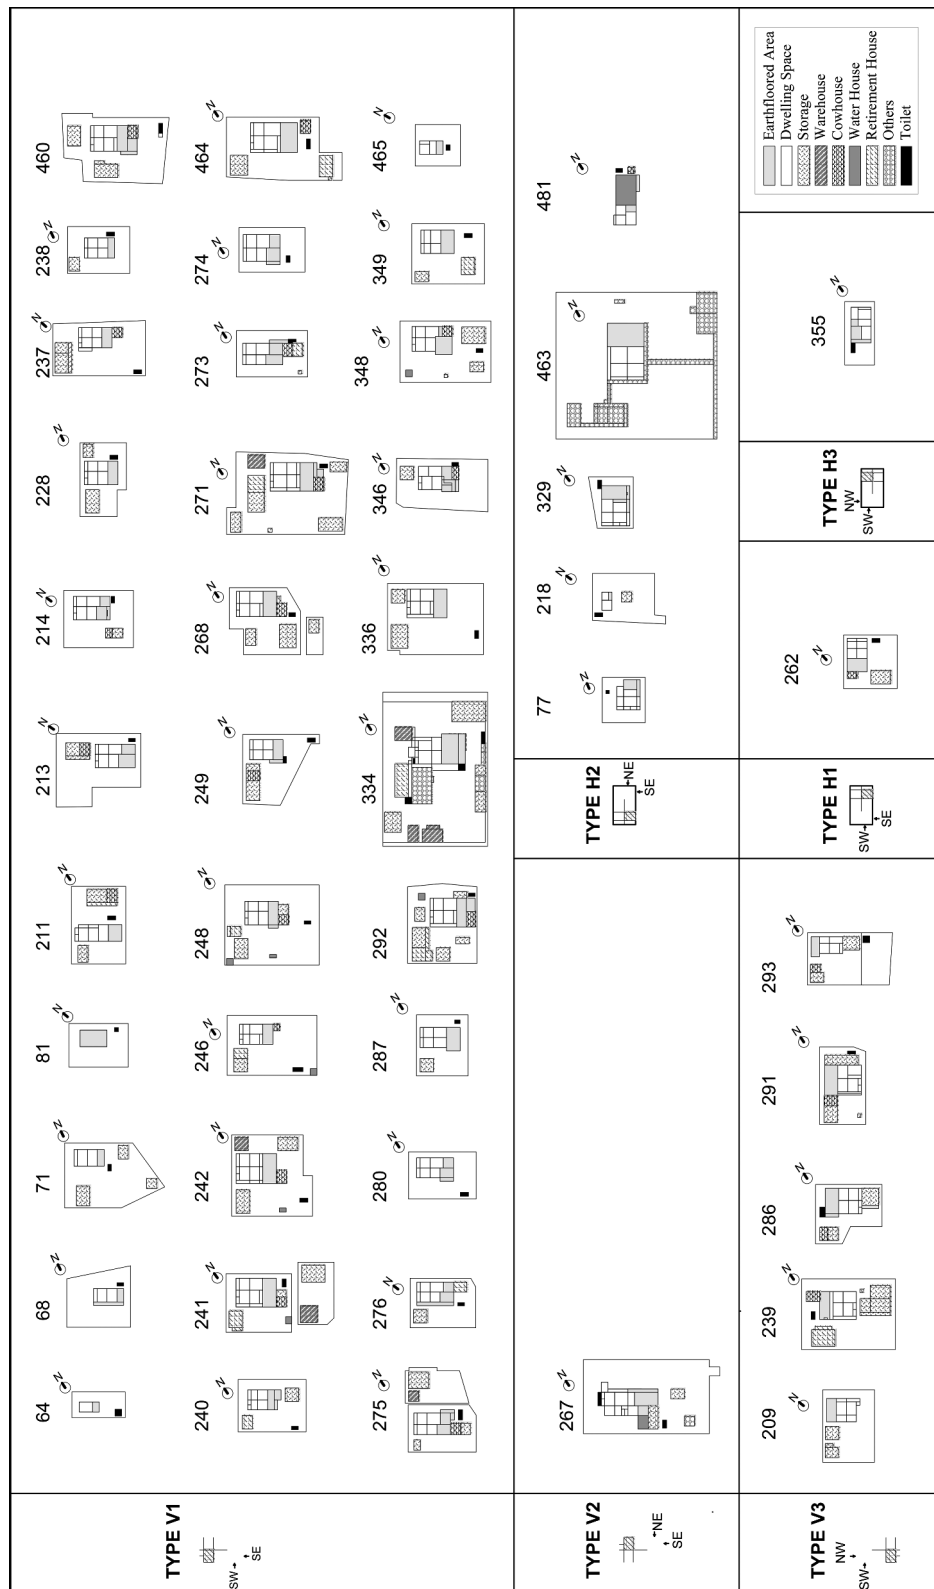 TYPE V1
SW
SE
64 N 68 N 71 N 81 N 211 N 213 N 214 N 228 N 237 N 238 N 460 N
240 N 241 N 242 N 246 N 248 N 249 N 268 N 271 N 273 N 274 N 464 N
275 N 276 N 280 N 287 N 292 334 N 336 N 346 N 348 N 349 N 465 N
TYPE V2
NE
SE
267 N
TYPE H2
NE
SE
77 N 218 N 329 N 463 N 481 N
TYPE V3
NW
SW
209 N 239 N 286 N 291 N 293 N
TYPE H1
SW
SE
262 N
TYPE H3
NW
SW
355 N
Earthfloored Area
Dwelling Space
Storage
Warehouse
Cowhouse
Water House
Retirement House
Others
Toilet